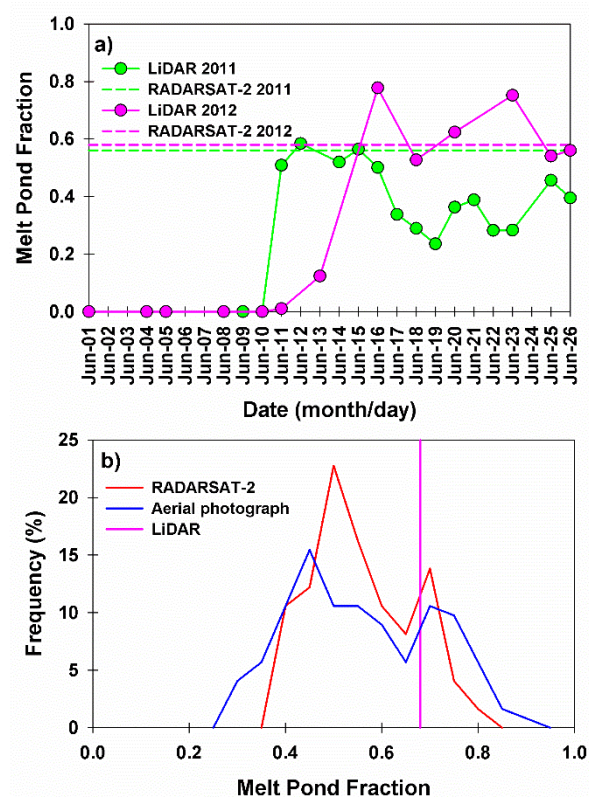 a)
LiDAR 2011
RADARSAT-2 2011
LiDAR 2012
RADARSAT-2 2012
1.0
0.8
0.6
0.4
0.2
0.0
Melt Pond Fraction
Jun-01
Jun-02
Jun-03
Jun-04
Jun-05
Jun-06
Jun-07
Jun-08
Jun-09
Jun-10
Jun-11
Jun-12
Jun-13
Jun-14
Jun-15
Jun-16
Jun-17
Jun-18
Jun-19
Jun-20
Jun-21
Jun-22
Jun-23
Jun-24
Jun-25
Jun-26
Date (month/day)
b)
RADARSAT-2
Aerial photograph
LiDAR
25
20
15
10
5
0
Frequency (%)
0.0 0.2 0.4 0.6 0.8 1.0
Melt Pond Fraction